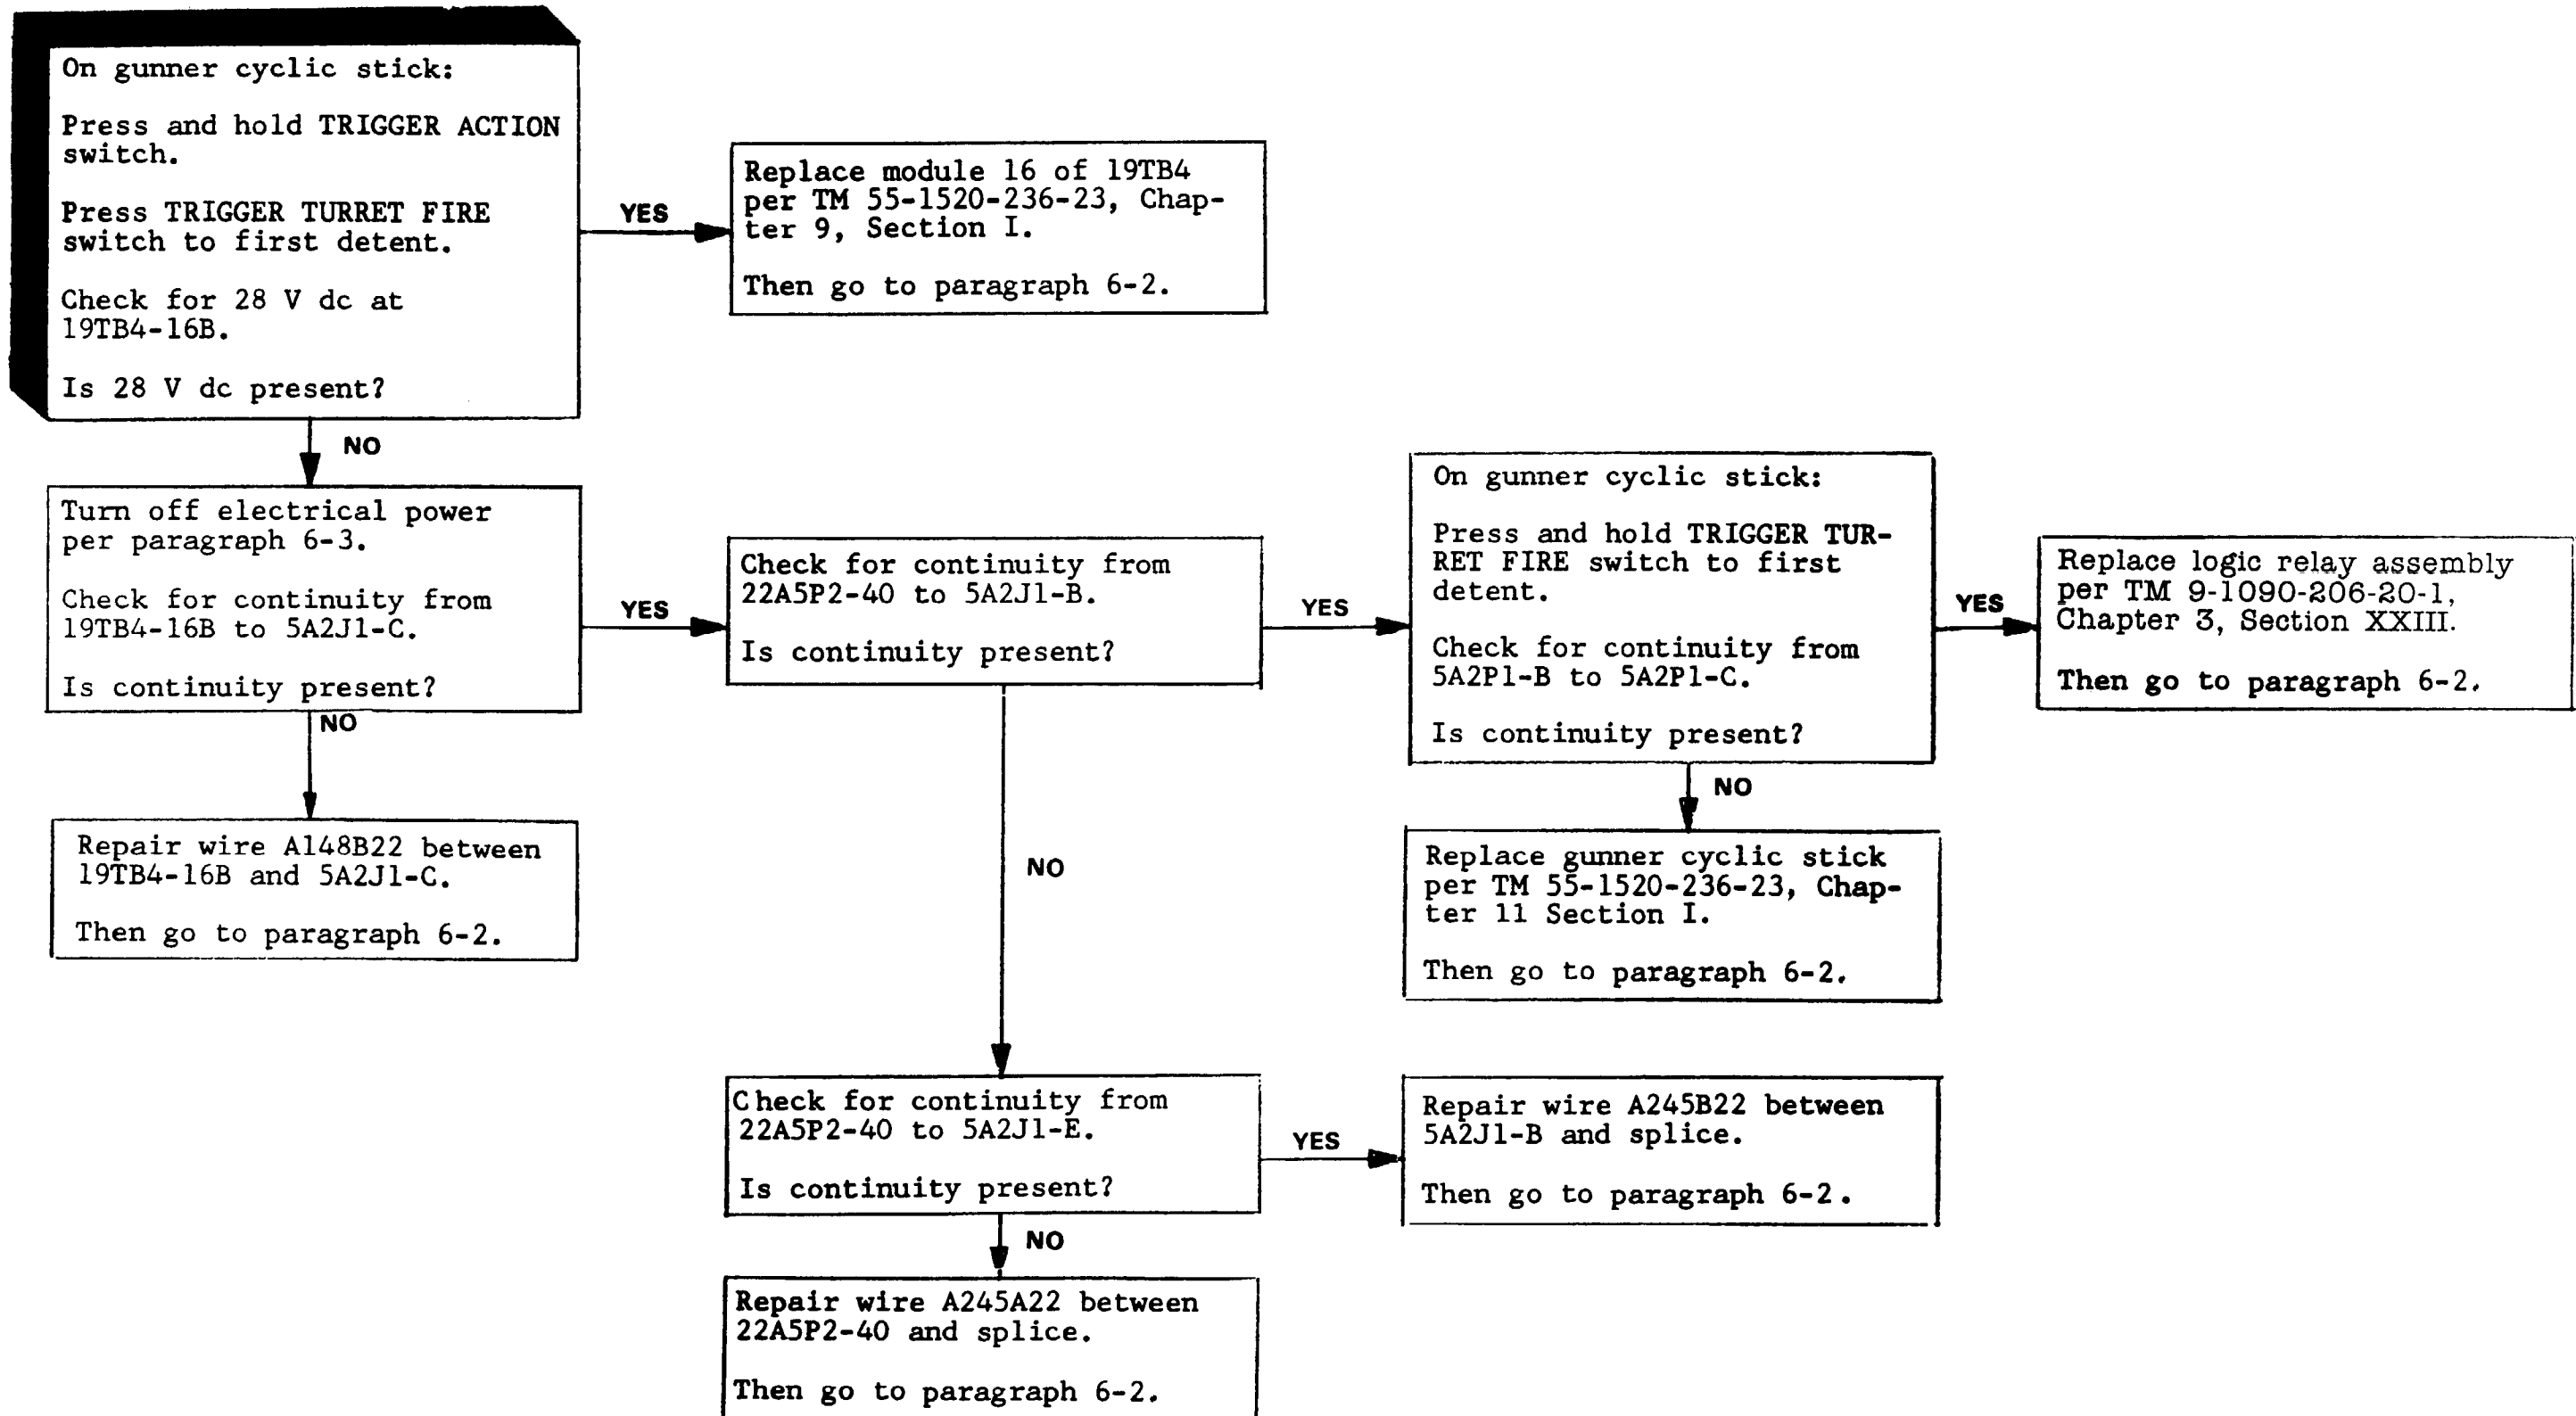 On gunner cyclic stick:
Press and hold TRIGGER ACTION
switch.
Press TRIGGER TURRET FIRE
switch to first detent.
Check for 28 V dc at
19TB4-16B.
Is 28 V dc present?
YES
Replace module 16 of 19TB4
per TM 55-1520-236-23, Chap-
ter 9, Section I.
Then go to paragraph 6-2.
NO
Turn off electrical power
per paragraph 6-3.
Check for continuity from
19TB4-16B to 5A2J1-C.
Is continuity present?
YES
Check for continuity from
22A5P2-40 to 5A2J1-B.
Is continuity present?
YES
On gunner cyclic stick:
Press and hold TRIGGER TUR-
RET FIRE switch to first
detent.
Check for continuity from
5A2P1-B to 5A2P1-C.
Is continuity present?
YES
Replace logic relay assembly
per TM 9-1090-206-20-1,
Chapter 3, Section XXIII.
Then go to paragraph 6-2.
NO
Repair wire A148B22 between
19TB4-16B and 5A2J1-C.
Then go to paragraph 6-2.
NO
NO
Replace gunner cyclic stick
per TM 55-1520-236-23, Chap-
ter 11 Section I.
Then go to paragraph 6-2.
Check for continuity from
22A5P2-40 to 5A2J1-E.
Is continuity present?
YES
Repair wire A245B22 between
5A2J1-B and splice.
Then go to paragraph 6-2.
NO
Repair wire A245A22 between
22A5P2-40 and splice.
Then go to paragraph 6-2.